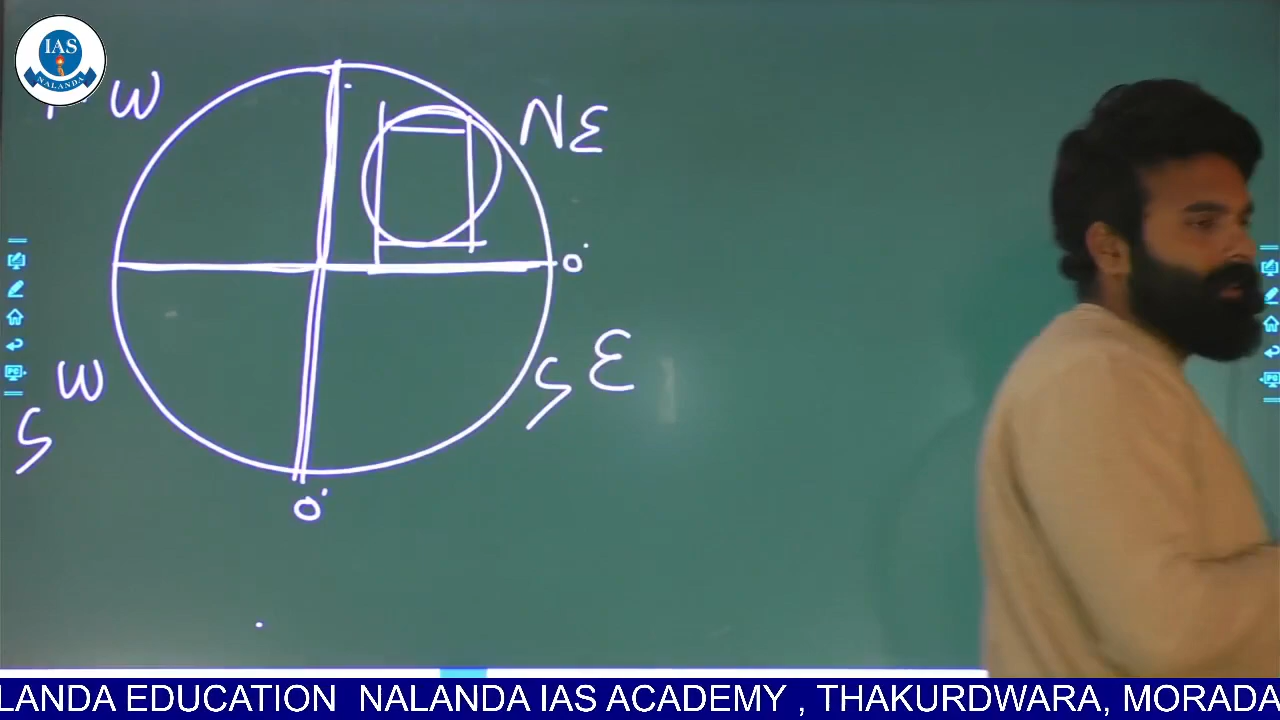 IAS
NALANDA
W
NE
0°
W
S
SE
0°
LANDA EDUCATION NALANDA IAS ACADEMY , THAKURDWARA, MORADA